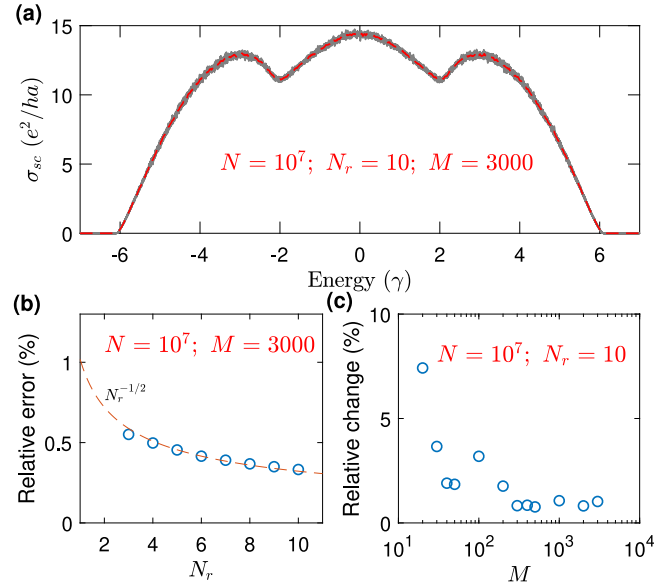 (a)
15
10
5
0
σ_sc (e²/ha)
N = 10⁷; N_r = 10; M = 3000
-6 -4 -2 0 2 4 6
Energy (γ)
(b)
1
0.5
0
Relative error (%)
N = 10⁷; M = 3000
N_r^{-1/2}
2 4 6 8 10
N_r
(c)
10
5
0
Relative change (%)
N = 10⁷; N_r = 10
10¹ 10² 10³ 10⁴
M